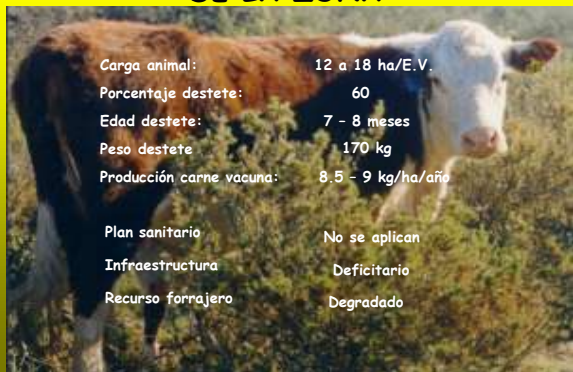 Carga animal: 12 a 18 ha/E.V.
Porcentaje destete: 60
Edad destete: 7 - 8 meses
Peso destete 170 kg
Producción carne vacuna: 8.5 - 9 kg/ha/año
Plan sanitario No se aplican
Infraestructura Deficitario
Recurso forrajero Degradado